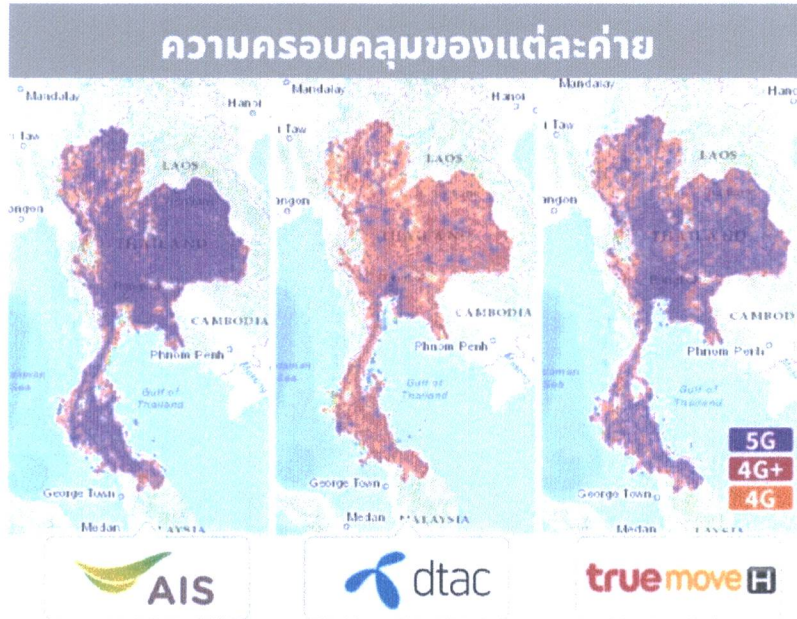 ความครอบคลุมของแต่ละค่าย
Mandalay
Hanoi
LAOS
THAILAND
CAMBODIA
Phnom Penh
Gulf of
Thailand
George Town
Medan
Mandalay
Hanoi
LAOS
CAMBODIA
Phnom Penh
Gulf of
Thailand
George Town
Medan
MALAYSIA
Mandalay
LAOS
THAILAND
CAMBODIA
Phnom Penh
Gulf of
Thailand
George Town
Medan
5G
4G+
4G
AIS
dtac
truemove H